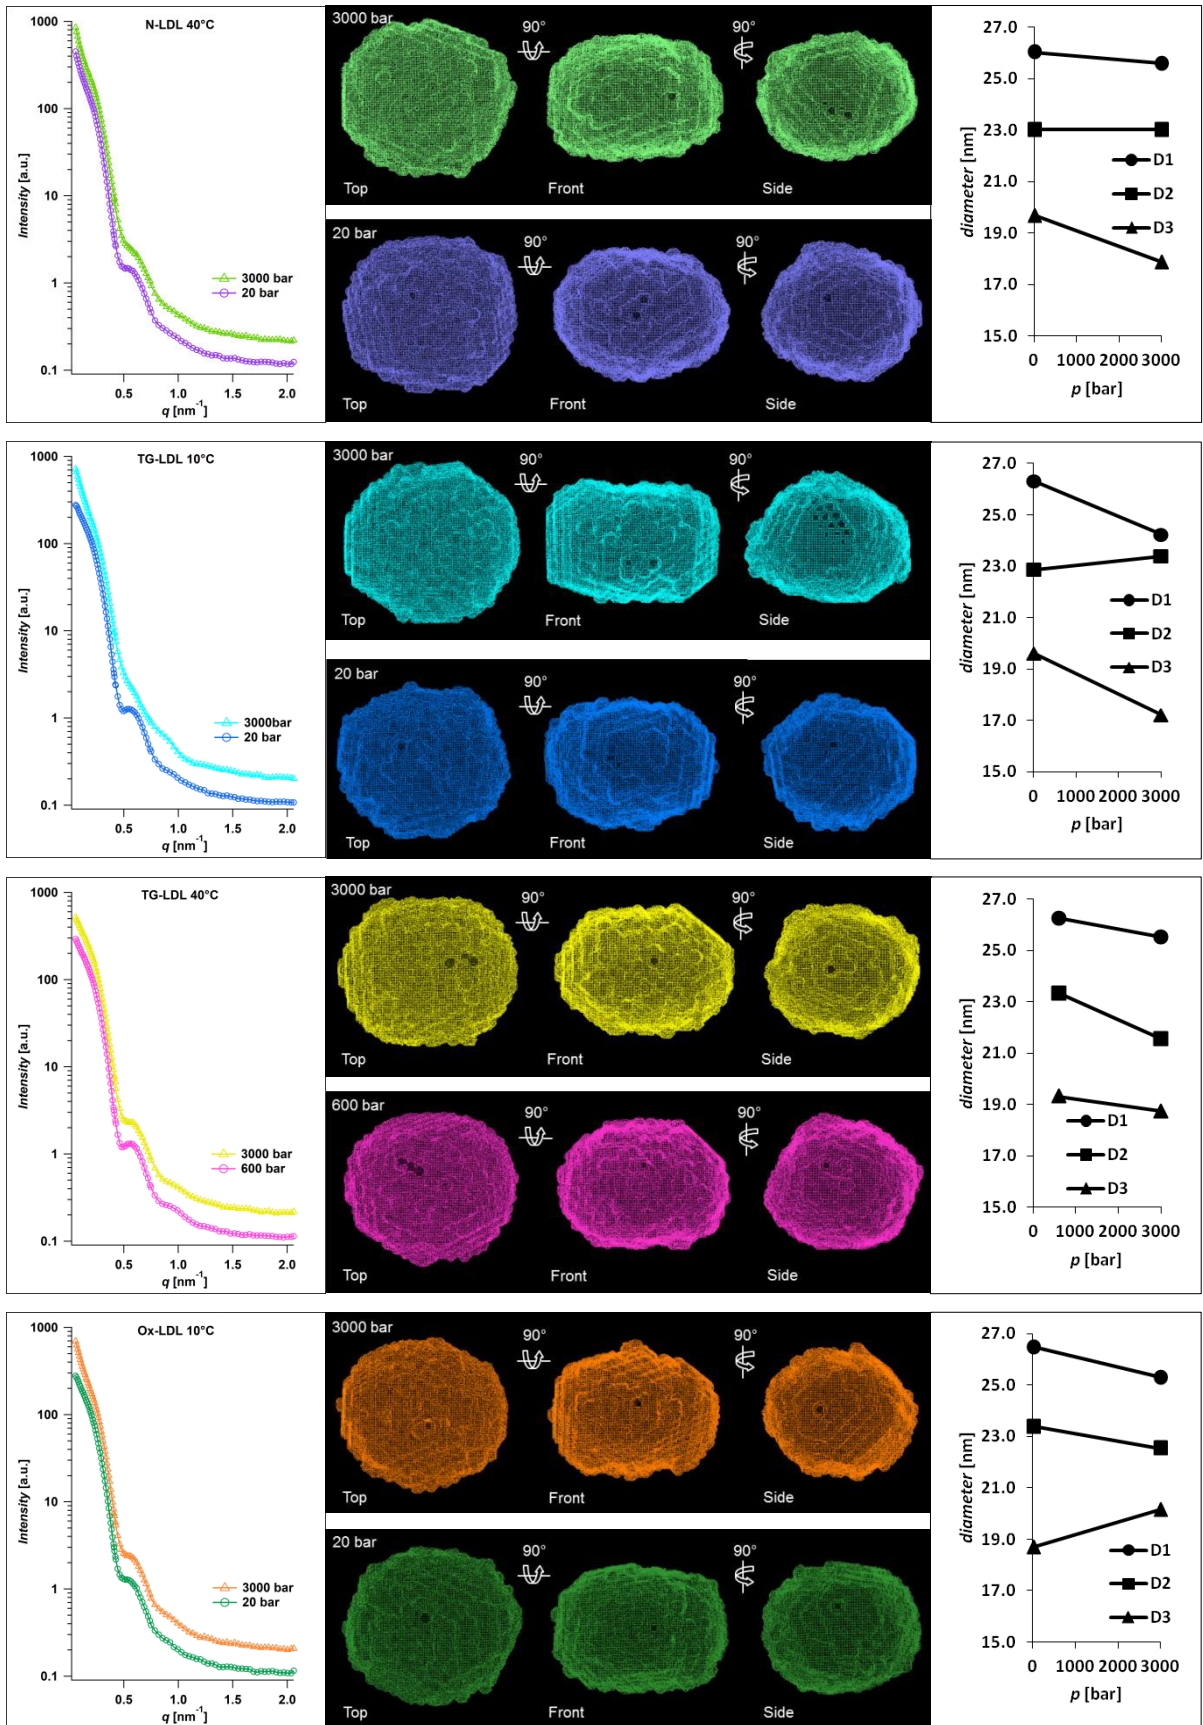 N-LDL 40°C
1000
100
10
1
0.1
Intensity [a.u.]
3000 bar
20 bar
0.5
1.0
1.5
2.0
q [nm⁻¹]
3000 bar
90°
90°
Top
Front
Side
20 bar
90°
90°
Top
Front
Side
27.0
25.0
23.0
21.0
19.0
17.0
15.0
diameter [nm]
D1
D2
D3
0
1000
2000
3000
p [bar]
TG-LDL 10°C
1000
100
10
1
0.1
Intensity [a.u.]
3000bar
20 bar
0.5
1.0
1.5
2.0
q [nm⁻¹]
3000 bar
90°
90°
Top
Front
Side
20 bar
90°
90°
Top
Front
Side
27.0
25.0
23.0
21.0
19.0
17.0
15.0
diameter [nm]
D1
D2
D3
0
1000
2000
3000
p [bar]
TG-LDL 40°C
1000
100
10
1
0.1
Intensity [a.u.]
3000 bar
600 bar
0.5
1.0
1.5
2.0
q [nm⁻¹]
3000 bar
90°
90°
Top
Front
Side
600 bar
90°
90°
Top
Front
Side
27.0
25.0
23.0
21.0
19.0
17.0
15.0
diameter [nm]
D1
D2
D3
0
1000
2000
3000
p [bar]
Ox-LDL 10°C
1000
100
10
1
0.1
Intensity [a.u.]
3000 bar
20 bar
0.5
1.0
1.5
2.0
q [nm⁻¹]
3000 bar
90°
90°
Top
Front
Side
20 bar
90°
90°
Top
Front
Side
27.0
25.0
23.0
21.0
19.0
17.0
15.0
diameter [nm]
D1
D2
D3
0
1000
2000
3000
p [bar]